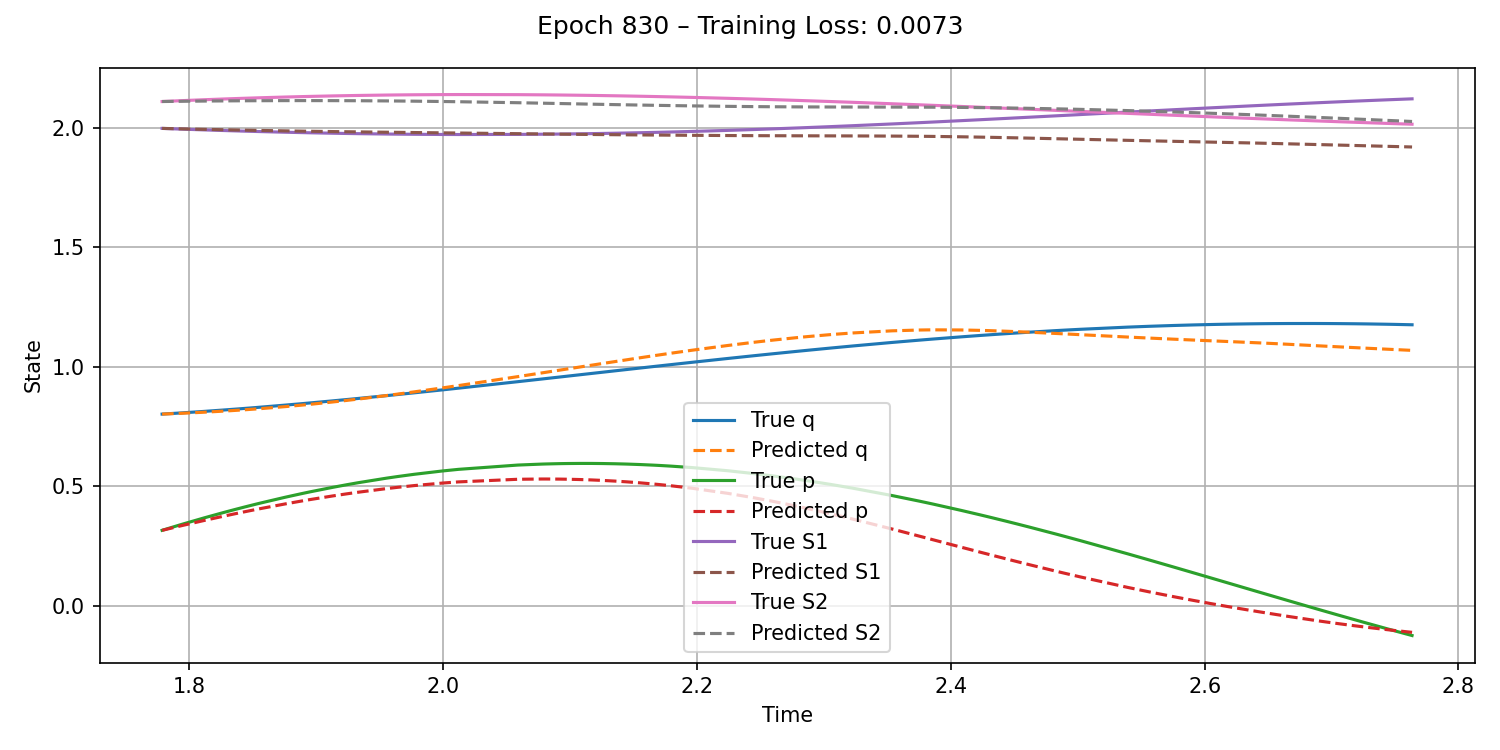 Epoch 830 – Training Loss: 0.0073
State
2.0
1.5
1.0
0.5
0.0
True q
Predicted q
True p
Predicted p
True S1
Predicted S1
True S2
Predicted S2
1.8 2.0 2.2 2.4 2.6 2.8
Time